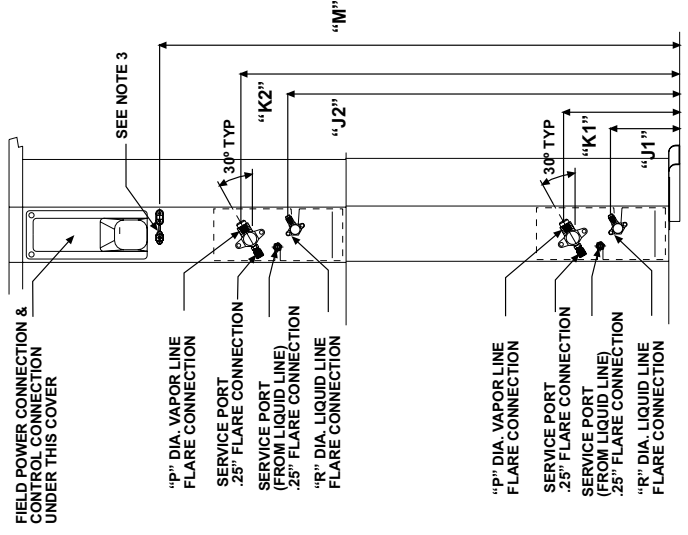 FIELD POWER CONNECTION &
CONTROL CONNECTION
UNDER THIS COVER
SEE NOTE 3
"M"
"P" DIA. VAPOR LINE
FLARE CONNECTION
30° TYP
"K2"
SERVICE PORT
.25" FLARE CONNECTION
SERVICE PORT
(FROM LIQUID LINE)
.25" FLARE CONNECTION
"J2"
"R" DIA. LIQUID LINE
FLARE CONNECTION
"P" DIA. VAPOR LINE
FLARE CONNECTION
30° TYP
"K1"
SERVICE PORT
.25" FLARE CONNECTION
SERVICE PORT
(FROM LIQUID LINE)
.25" FLARE CONNECTION
"J1"
"R" DIA. LIQUID LINE
FLARE CONNECTION